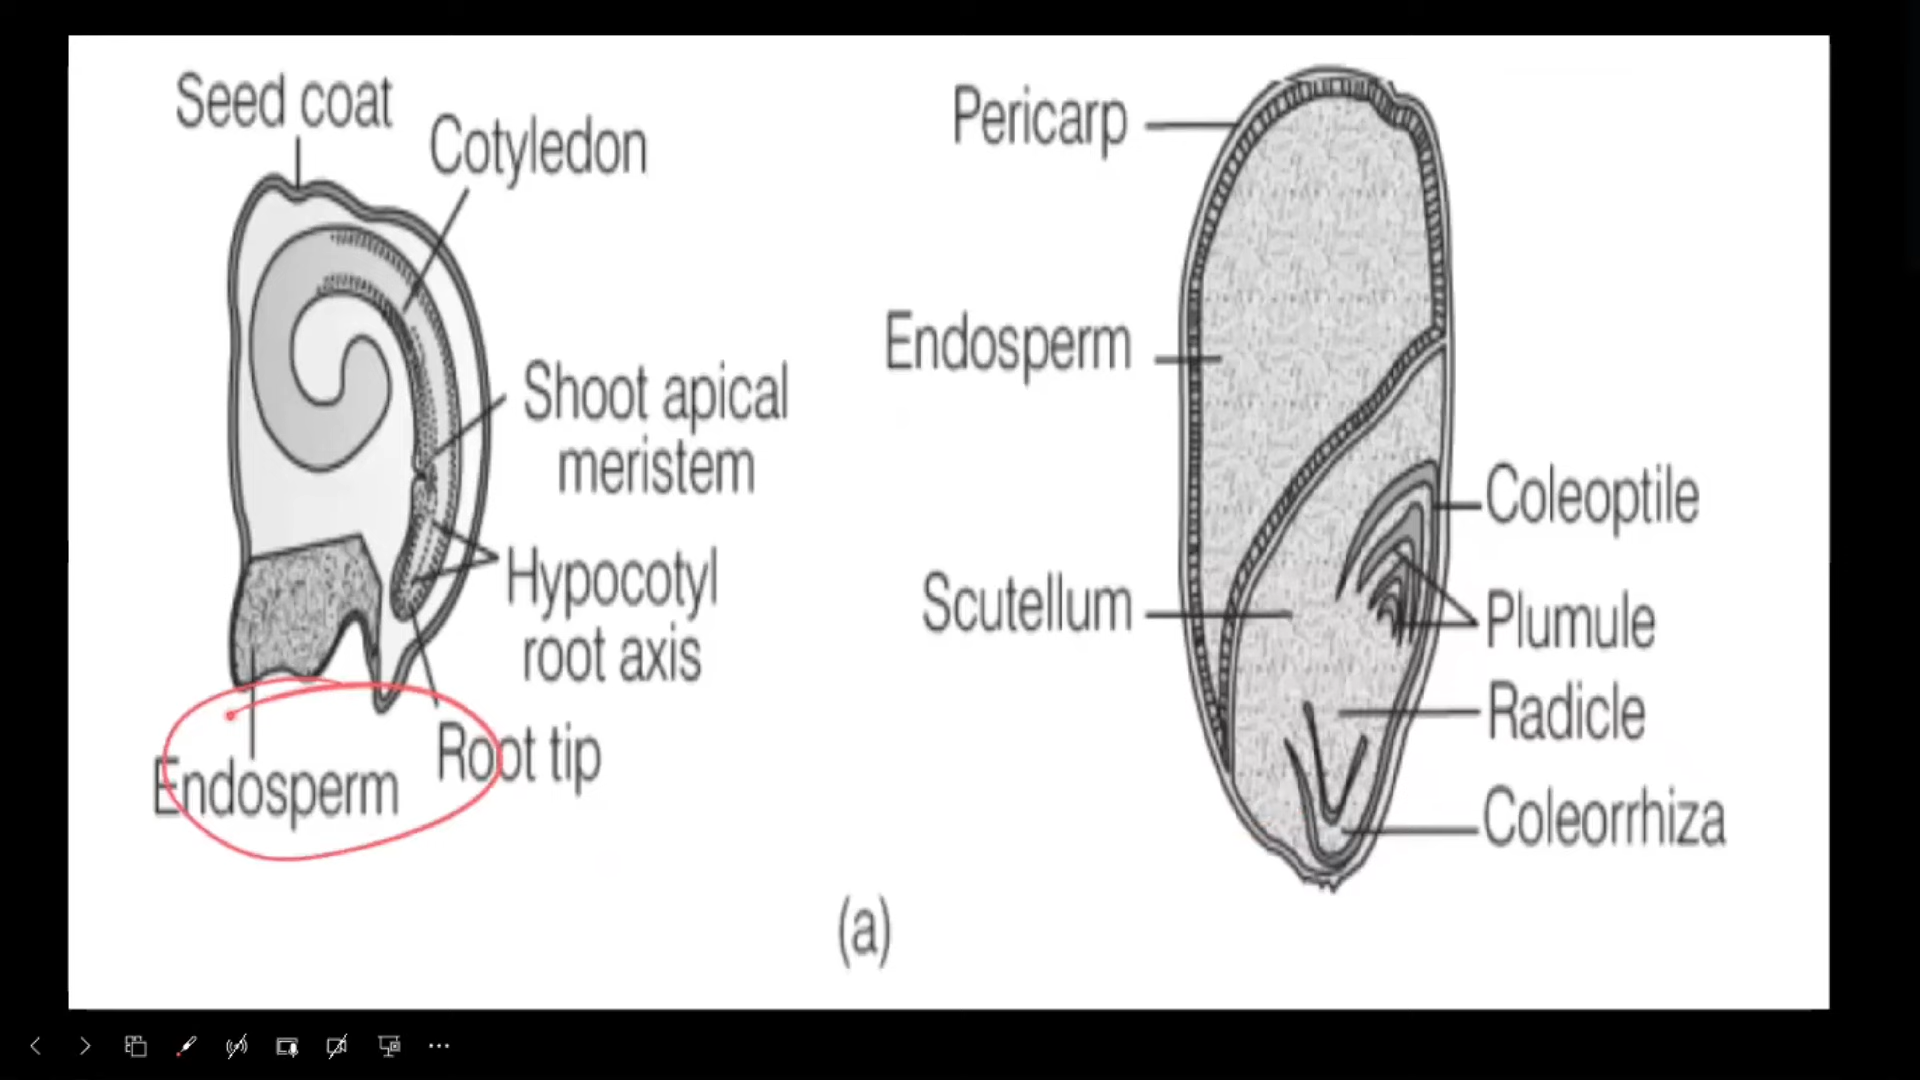 Seed coat
Cotyledon
Shoot apical
meristem
Hypocotyl
root axis
Root tip
Endosperm
Pericarp
Endosperm
Scutellum
Coleoptile
Plumule
Radicle
Coleorrhiza
(a)